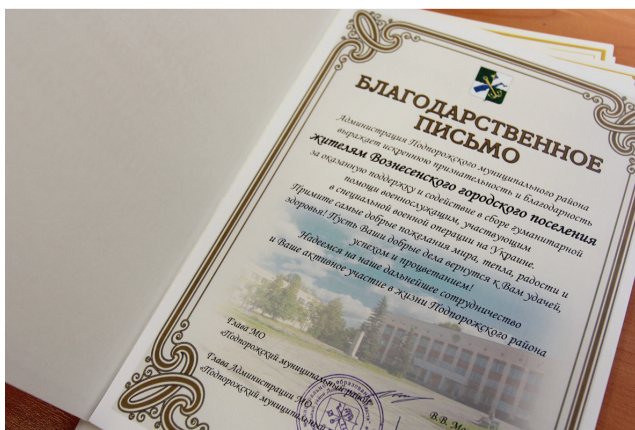 БЛАГОДАРСТВЕННОЕ
ПИСЬМО
Администрация Подпорожского муниципального района
выражает искреннюю признательность и благодарность
жителям Вознесенского городского поселения
за оказанную поддержку и содействие в сборе гуманитарной
помощи военнослужащим, участвующим
в специальной военной операции на Украине.
Примите самые добрые пожелания мира, тепла, радости и
здоровья! Пусть Ваши добрые дела вернутся к Вам удачей,
успехом и процветанием!
Надеемся на наше дальнейшее сотрудничество
и Ваше активное участие в жизни Подпорожского района
Глава МО
«Подпорожский муниципальный район
Глава Администрации МО
«Подпорожский муниципальный
В.В.